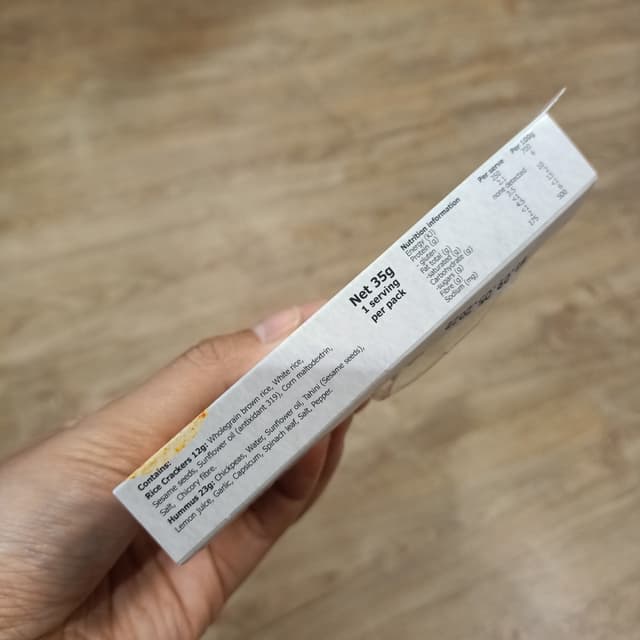 Contains:
Rice Crackers 12g: Wholegrain brown rice, White rice,
Sesame seeds, Sunflower oil (antixidant 319), Corn maltodextrin,
Salt, Chicory fibre.
Hummus 23g: Chickpeas, Water, Sunflower oil, Tahini (Sesame seeds),
Lemon juice, Garlic, Capsicum, Spinach leaf, Salt, Pepper.
Net 35g
1 serving
per pack
Nutrition information Per serve Per 100g
Energy (KJ)
Protein (g)
- gluten none detected
Fat total (g)
-saturated (g)
Carbohydrate (g)
-sugars (g)
Fibre (g)
Sodium (mg)